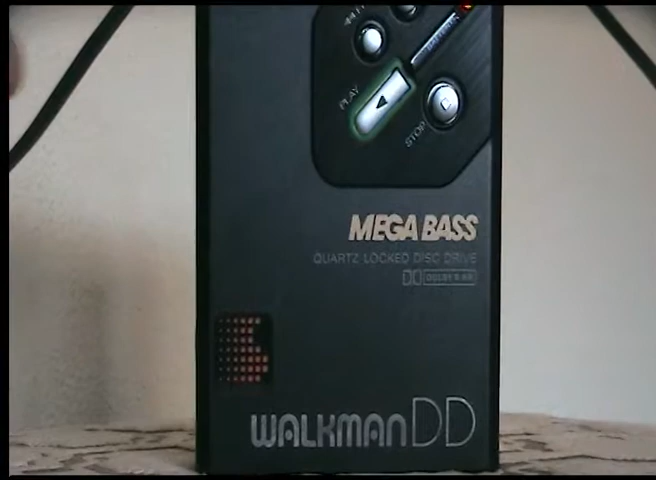 PLAY
STOP
MEGA BASS
QUARTZ LOCKED DISC DRIVE
DOLBY B NR
WALKMAN DD